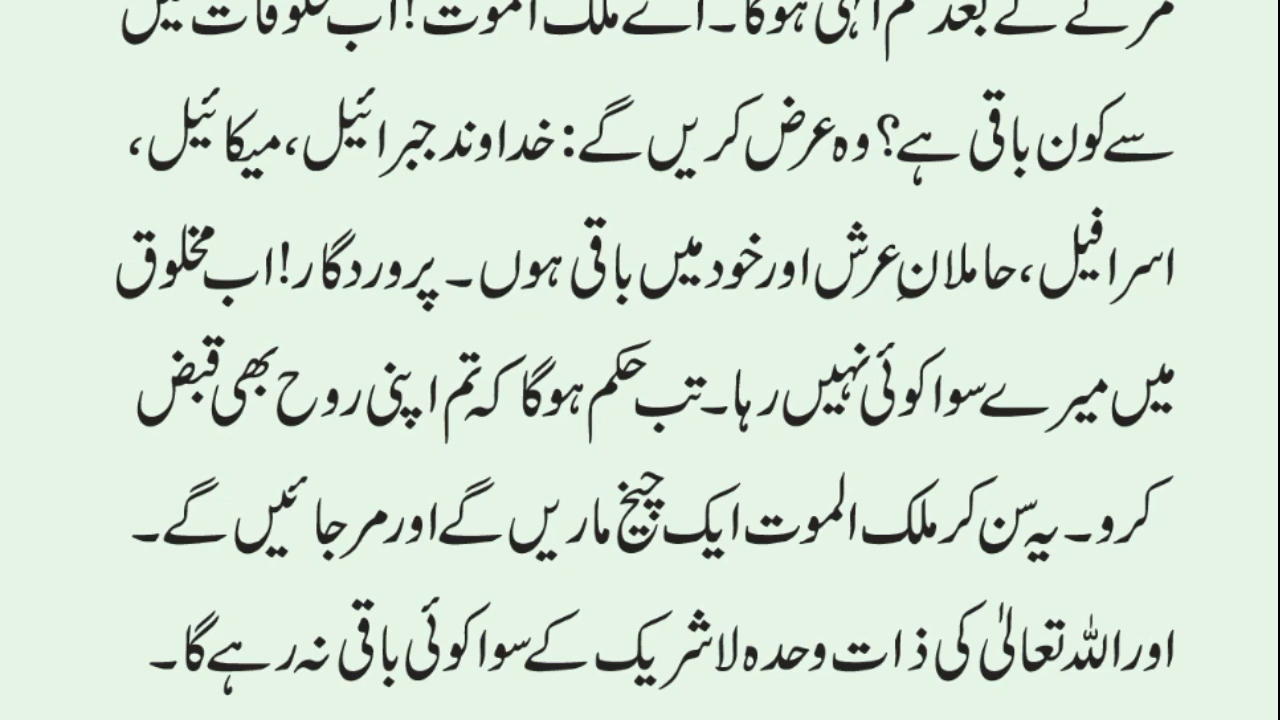 مرنے کے بعد ہی ہوگا۔ اے ملک الموت! اب مخلوقات میں
سے کون باقی ہے؟ وہ عرض کریں گے: خداوند جبرائیل، میکائیل،
اسرافیل، حاملانِ عرش اور خود میں باقی ہوں۔ پروردگار! اب مخلوق
میں میرے سوا کوئی نہیں رہا۔ تب حکم ہوگا کہ تم اپنی روح بھی قبض
کرو۔ یہ سن کر ملک الموت ایک چیخ ماریں گے اور مر جائیں گے۔
اور اللہ تعالیٰ کی ذات وحدہ لاشریک کے سوا کوئی باقی نہ رہے گا۔